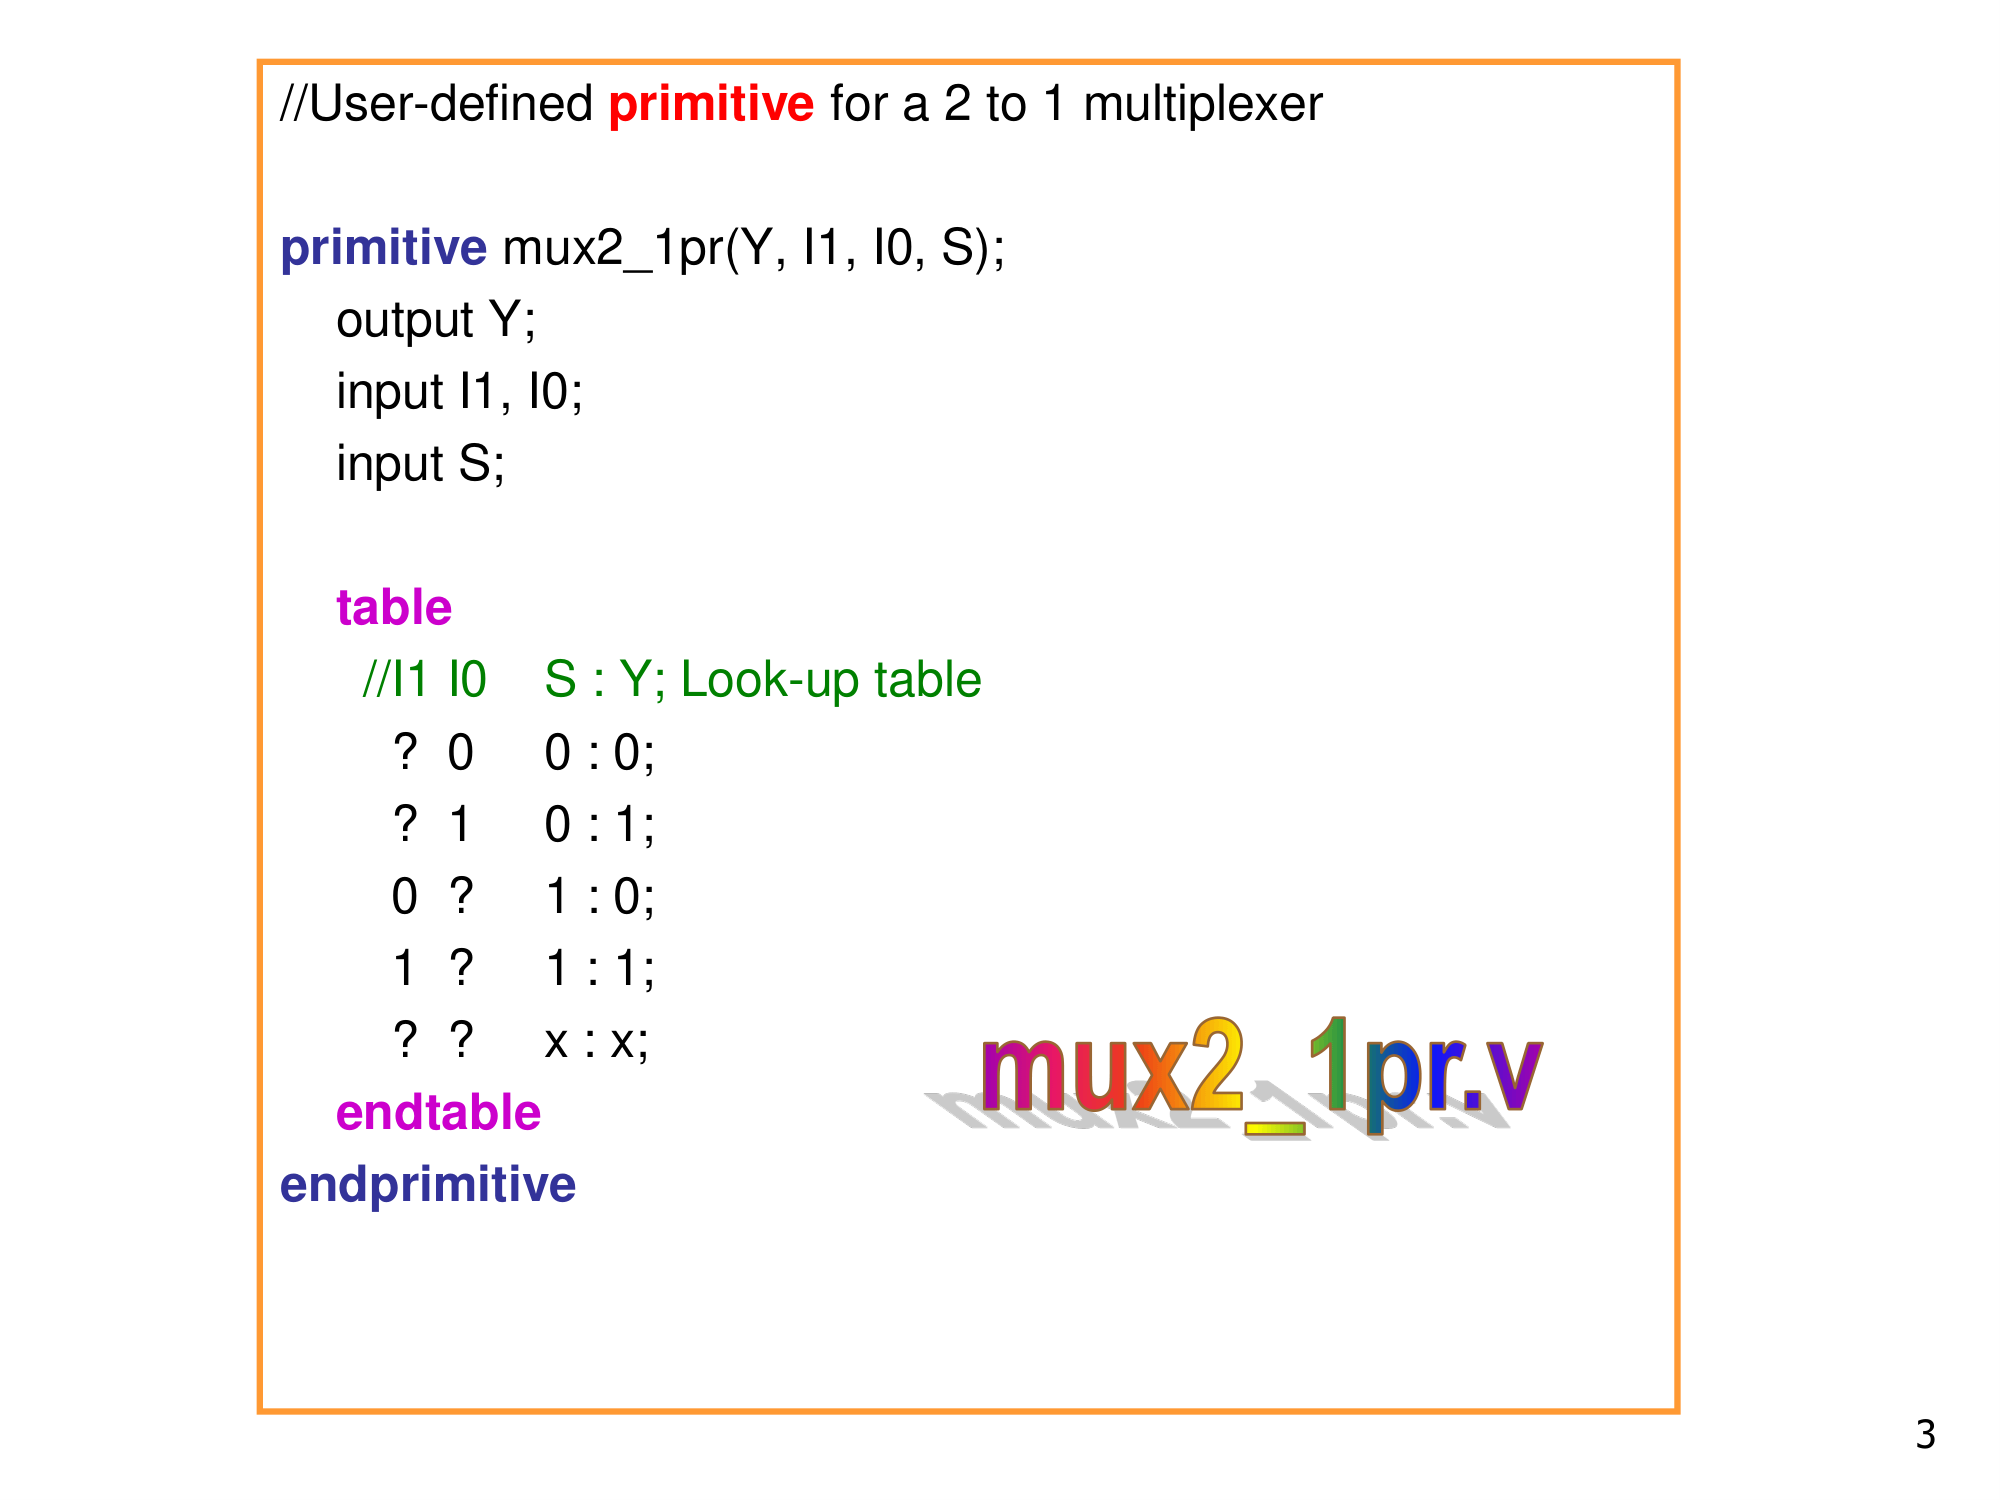 //User-defined primitive for a 2 to 1 multiplexer
primitive mux2_1pr(Y, I1, I0, S);
output Y;
input I1, I0;
input S;
table
//I1 I0 S : Y; Look-up table
? 0 0 : 0;
? 1 0 : 1;
0 ? 1 : 0;
1 ? 1 : 1;
? ? x : x;
endtable
mux2_1pr.v
endprimitive
3